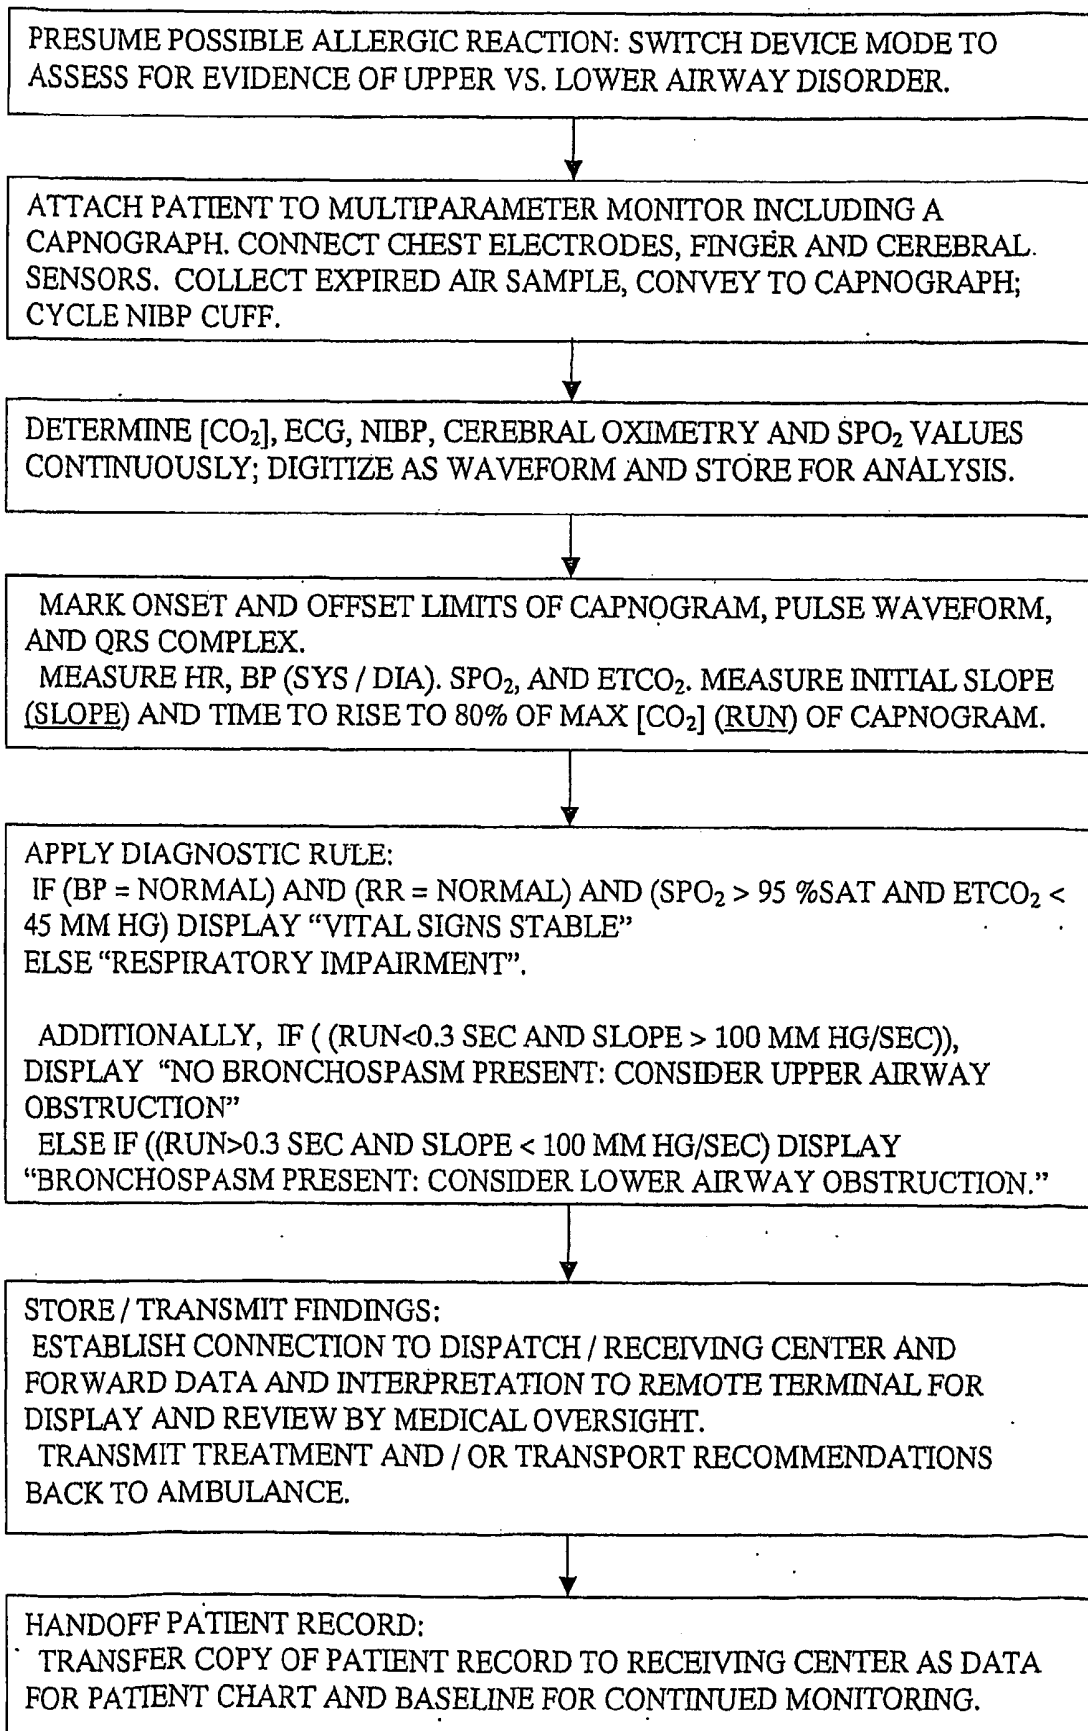 PRESUME POSSIBLE ALLERGIC REACTION: SWITCH DEVICE MODE TO
ASSESS FOR EVIDENCE OF UPPER VS. LOWER AIRWAY DISORDER.
ATTACH PATIENT TO MULTIPARAMETER MONITOR INCLUDING A
CAPNOGRAPH. CONNECT CHEST ELECTRODES, FINGER AND CEREBRAL
SENSORS. COLLECT EXPIRED AIR SAMPLE, CONVEY TO CAPNOGRAPH;
CYCLE NIBP CUFF.
DETERMINE [CO₂], ECG, NIBP, CEREBRAL OXIMETRY AND SPO₂ VALUES
CONTINUOUSLY; DIGITIZE AS WAVEFORM AND STORE FOR ANALYSIS.
MARK ONSET AND OFFSET LIMITS OF CAPNOGRAM, PULSE WAVEFORM,
AND QRS COMPLEX.
MEASURE HR, BP (SYS / DIA). SPO₂, AND ETCO₂. MEASURE INITIAL SLOPE
(SLOPE) AND TIME TO RISE TO 80% OF MAX [CO₂] (RUN) OF CAPNOGRAM.
APPLY DIAGNOSTIC RULE:
IF (BP = NORMAL) AND (RR = NORMAL) AND (SPO₂ > 95 %SAT AND ETCO₂ <
45 MM HG) DISPLAY “VITAL SIGNS STABLE”
ELSE “RESPIRATORY IMPAIRMENT”.
ADDITIONALLY, IF ( (RUN<0.3 SEC AND SLOPE > 100 MM HG/SEC)),
DISPLAY “NO BRONCHOSPASM PRESENT: CONSIDER UPPER AIRWAY
OBSTRUCTION”
ELSE IF ((RUN>0.3 SEC AND SLOPE < 100 MM HG/SEC) DISPLAY
“BRONCHOSPASM PRESENT: CONSIDER LOWER AIRWAY OBSTRUCTION.”
STORE / TRANSMIT FINDINGS:
ESTABLISH CONNECTION TO DISPATCH / RECEIVING CENTER AND
FORWARD DATA AND INTERPRETATION TO REMOTE TERMINAL FOR
DISPLAY AND REVIEW BY MEDICAL OVERSIGHT.
TRANSMIT TREATMENT AND / OR TRANSPORT RECOMMENDATIONS
BACK TO AMBULANCE.
HANDOFF PATIENT RECORD:
TRANSFER COPY OF PATIENT RECORD TO RECEIVING CENTER AS DATA
FOR PATIENT CHART AND BASELINE FOR CONTINUED MONITORING.